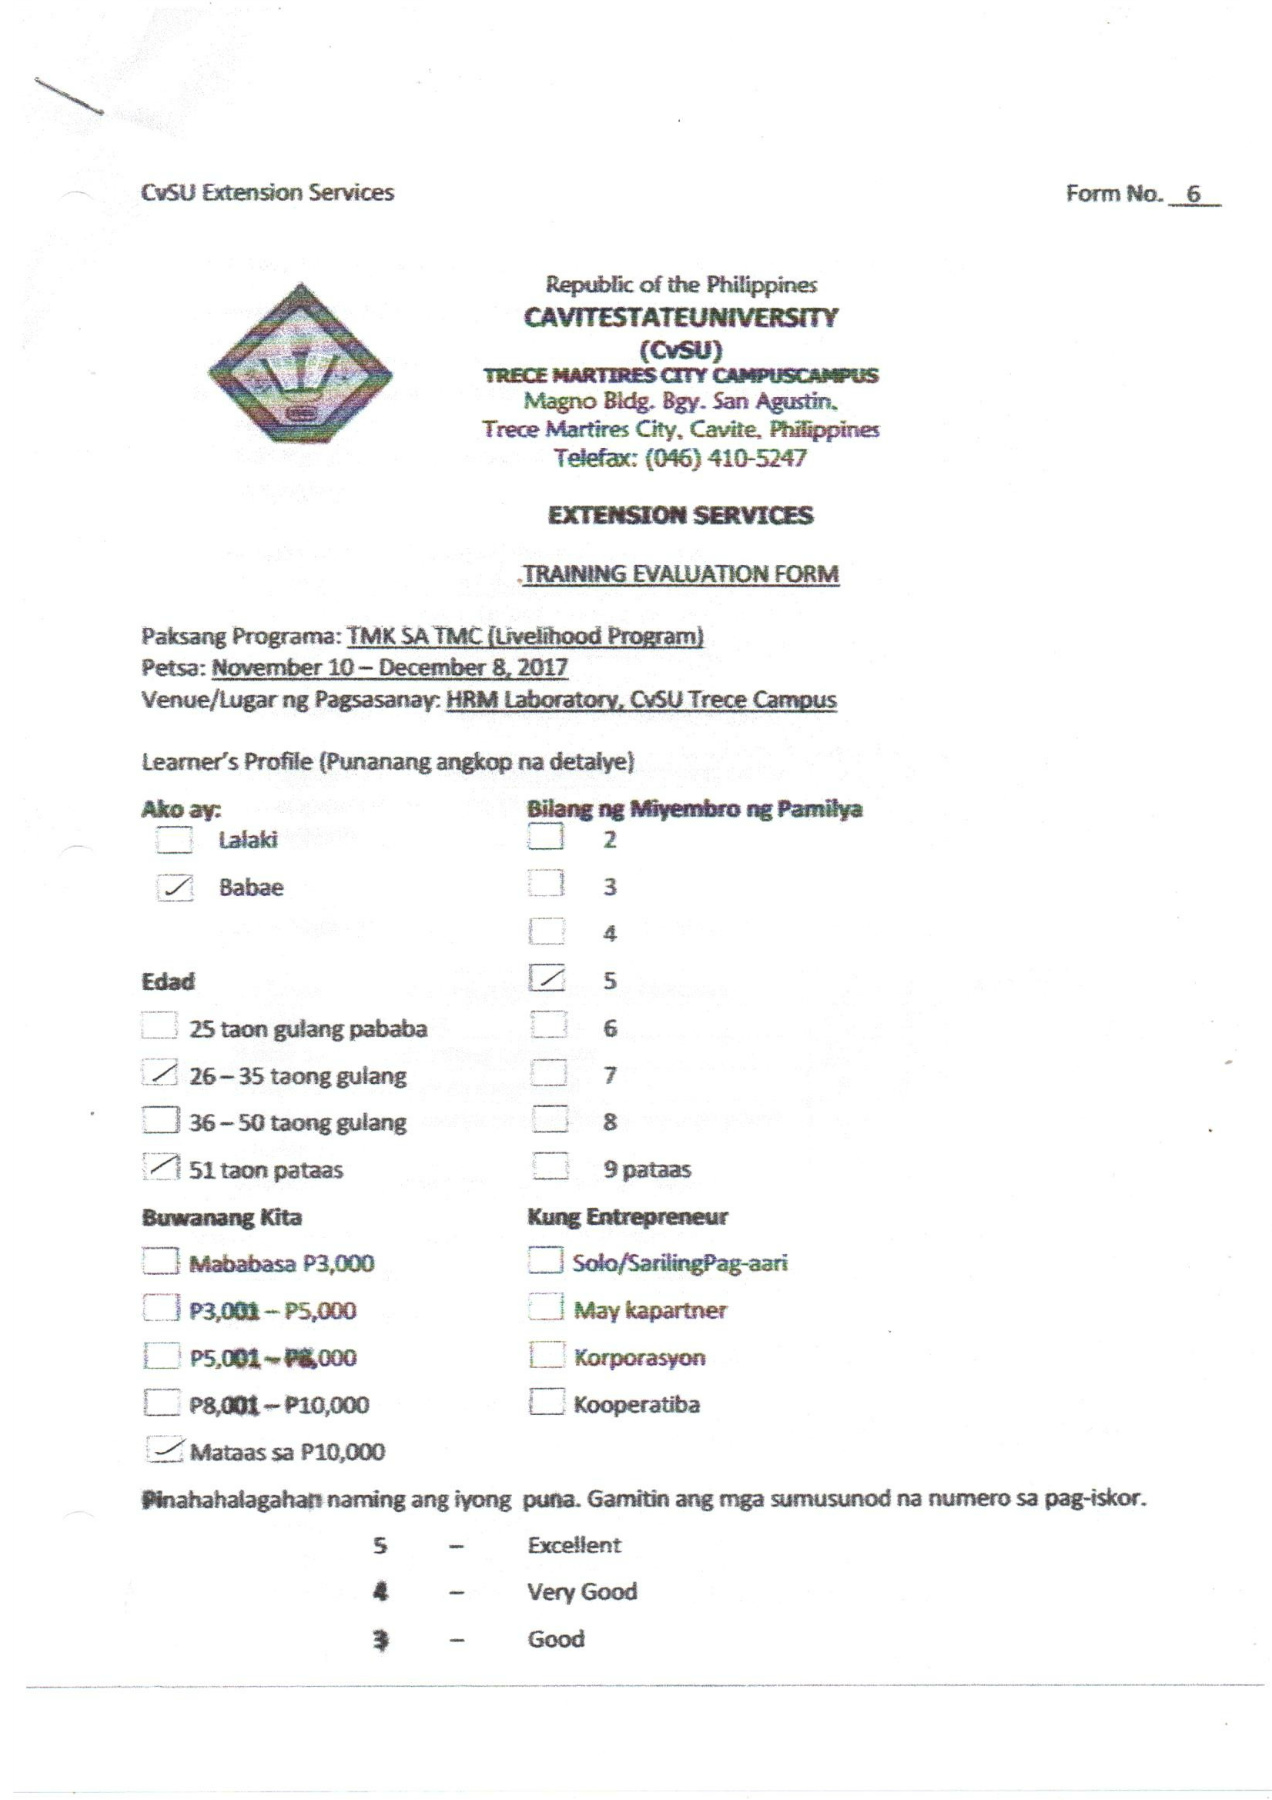 CvSU Extension Services Form No. 6
Republic of the Philippines
CAVITESTATEUNIVERSITY
(CvSU)
TRECE MARTIRES CITY CAMPUSCAMPUS
Magno Bldg. Bgy. San Agustin,
Trece Martires City, Cavite, Philippines
Telefax: (046) 410-5247
EXTENSION SERVICES
TRAINING EVALUATION FORM
Paksang Programa: TMK SA TMC (Livelihood Program)
Petsa: November 10 – December 8, 2017
Venue/Lugar ng Pagsasanay: HRM Laboratory, CvSU Trece Campus
Learner's Profile (Punanang angkop na detalye)
Ako ay: Bilang ng Miyembro ng Pamilya
Lalaki 2
Babae 3
4
Edad 5
25 taon gulang pababa 6
26 – 35 taong gulang 7
36 – 50 taong gulang 8
51 taon pataas 9 pataas
Buwanang Kita Kung Entrepreneur
Mababasa P3,000 Solo/SarilingPag-aari
P3,001 – P5,000 May kapartner
P5,001 – P8,000 Korporasyon
P8,001 – P10,000 Kooperatiba
Mataas sa P10,000
Pinahahalagahan naming ang iyong puna. Gamitin ang mga sumusunod na numero sa pag-iskor.
5 – Excellent
4 – Very Good
3 – Good